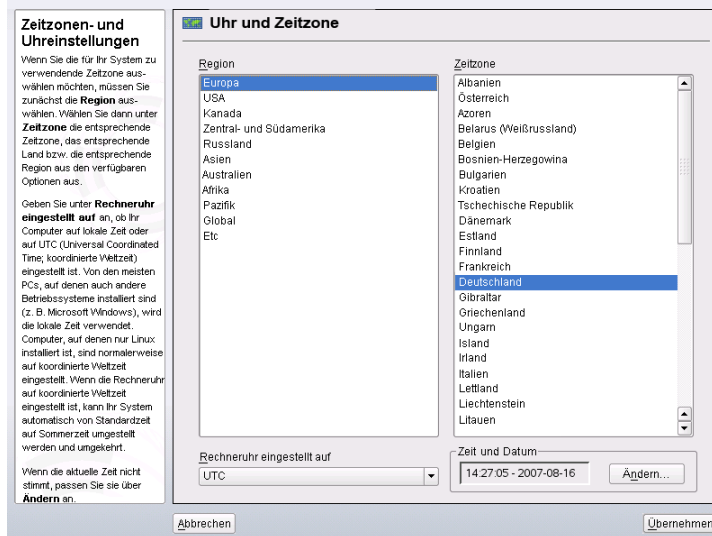 Zeitzonen- und
Uhreinstellungen
Wenn Sie die für Ihr System zu
verwendende Zeitzone aus-
wählen möchten, müssen Sie
zunächst die Region aus-
wählen. Wählen Sie dann unter
Zeitzone die entsprechende
Zeitzone, das entsprechende
Land bzw. die entsprechende
Region aus den verfügbaren
Optionen aus.
Geben Sie unter Rechneruhr
eingestellt auf an, ob Ihr
Computer auf lokale Zeit oder
auf UTC (Universal Coordinated
Time; koordinierte Weltzeit)
eingestellt ist. Von den meisten
PCs, auf denen auch andere
Betriebssysteme installiert sind
(z. B. Microsoft Windows), wird
die lokale Zeit verwendet.
Computer, auf denen nur Linux
installiert ist, sind normalerweise
auf koordinierte Weltzeit
eingestellt. Wenn die Rechneruhr
auf koordinierte Weltzeit
eingestellt ist, kann Ihr System
automatisch von Standardzeit
auf Sommerzeit umgestellt
werden und umgekehrt.
Wenn die aktuelle Zeit nicht
stimmt, passen Sie sie über
Ändern an.
Uhr und Zeitzone
Region
Europa
USA
Kanada
Zentral- und Südamerika
Russland
Asien
Australien
Afrika
Pazifik
Global
Etc
Zeitzone
Albanien
Österreich
Azoren
Belarus (Weißrussland)
Belgien
Bosnien-Herzegowina
Bulgarien
Kroatien
Tschechische Republik
Dänemark
Estland
Finnland
Frankreich
Deutschland
Gibraltar
Griechenland
Ungarn
Island
Irland
Italien
Lettland
Liechtenstein
Litauen
Rechneruhr eingestellt auf
UTC
Zeit und Datum
14:27:05 - 2007-08-16
Ändern...
Abbrechen
Übernehmen